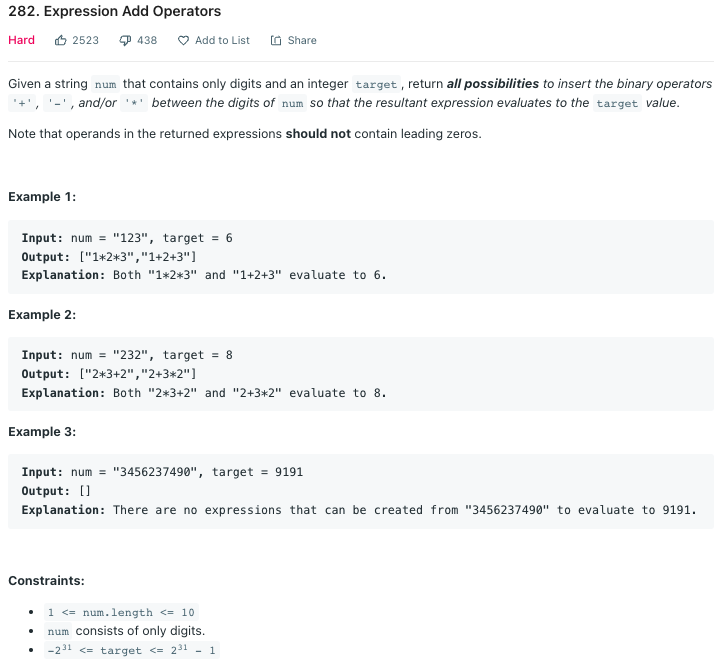 282. Expression Add Operators
Hard 2523 438 Add to List Share
Given a string num that contains only digits and an integer target, return all possibilities to insert the binary operators
'+', '-', and/or '*' between the digits of num so that the resultant expression evaluates to the target value.
Note that operands in the returned expressions should not contain leading zeros.
Example 1:
Input: num = "123", target = 6
Output: ["1*2*3","1+2+3"]
Explanation: Both "1*2*3" and "1+2+3" evaluate to 6.
Example 2:
Input: num = "232", target = 8
Output: ["2*3+2","2+3*2"]
Explanation: Both "2*3+2" and "2+3*2" evaluate to 8.
Example 3:
Input: num = "3456237490", target = 9191
Output: []
Explanation: There are no expressions that can be created from "3456237490" to evaluate to 9191.
Constraints:
• 1 <= num.length <= 10
• num consists of only digits.
• -2³¹ <= target <= 2³¹ - 1